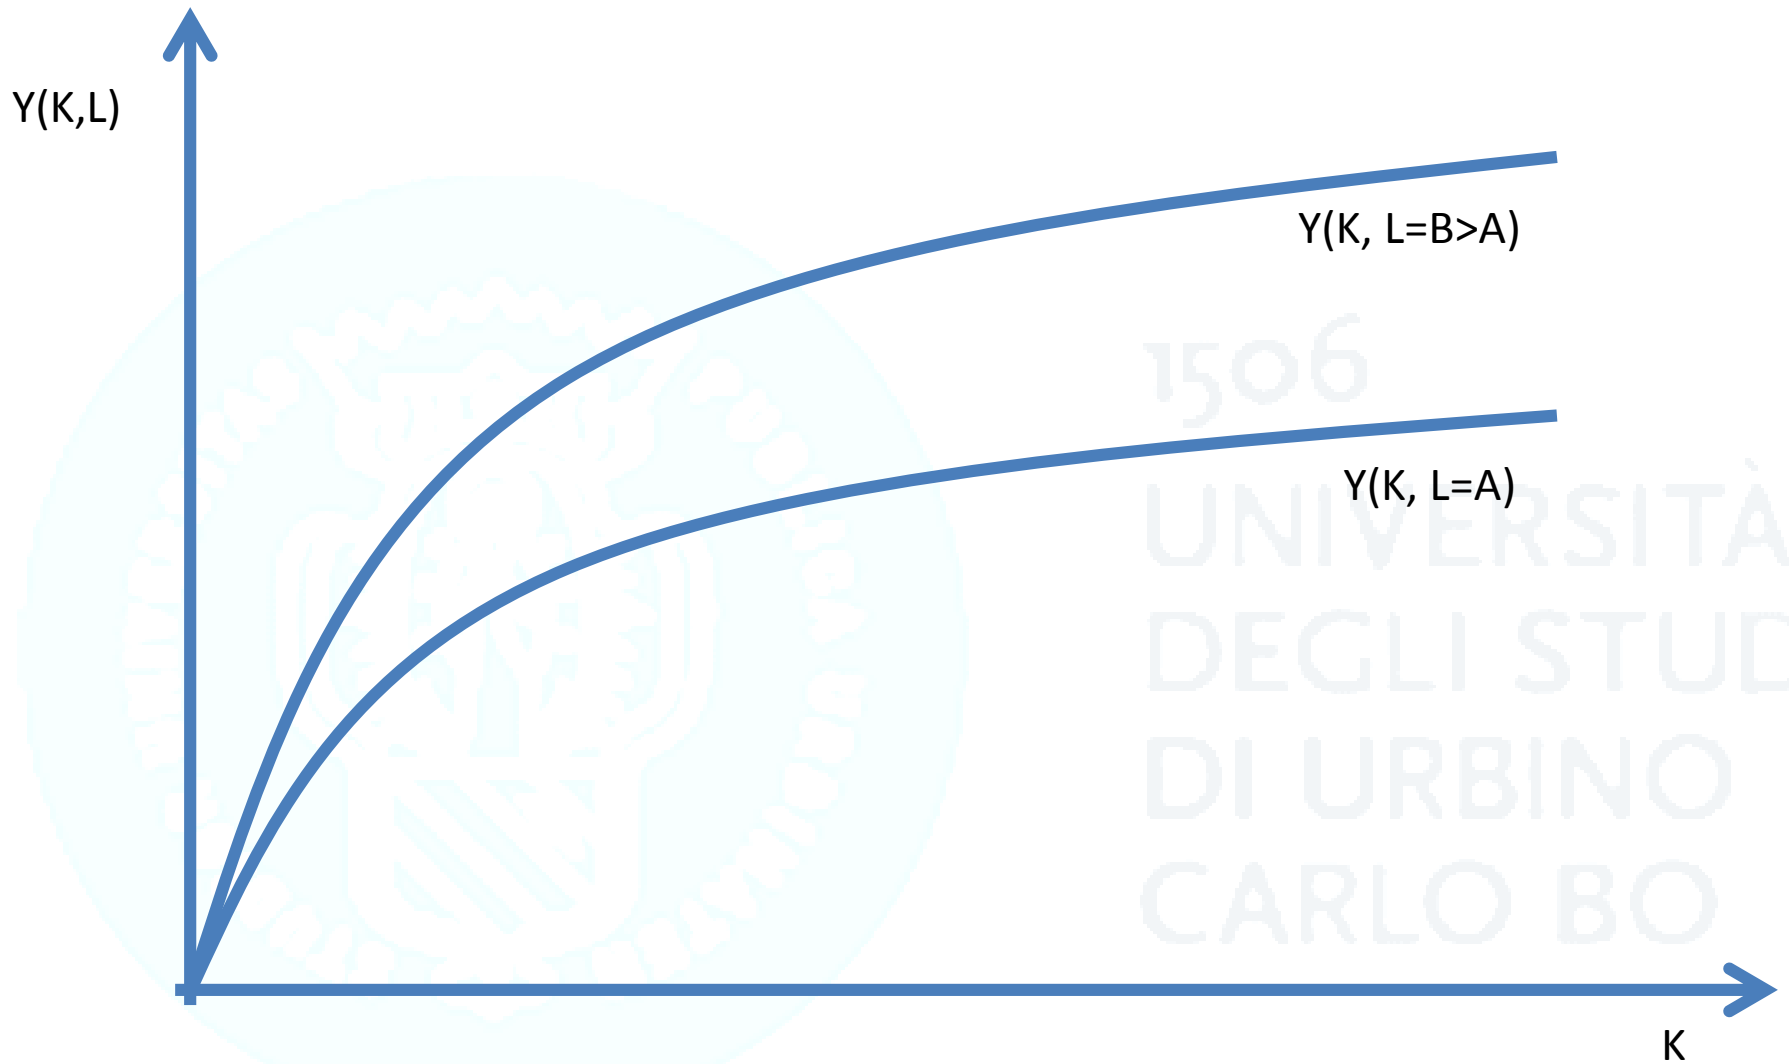 Y(K,L)
Y(K, L=B>A)
1506
Y(K, L=A)
UNIVERSITÀ
DEGLI STUD
DI URBINO
CARLO BO
K